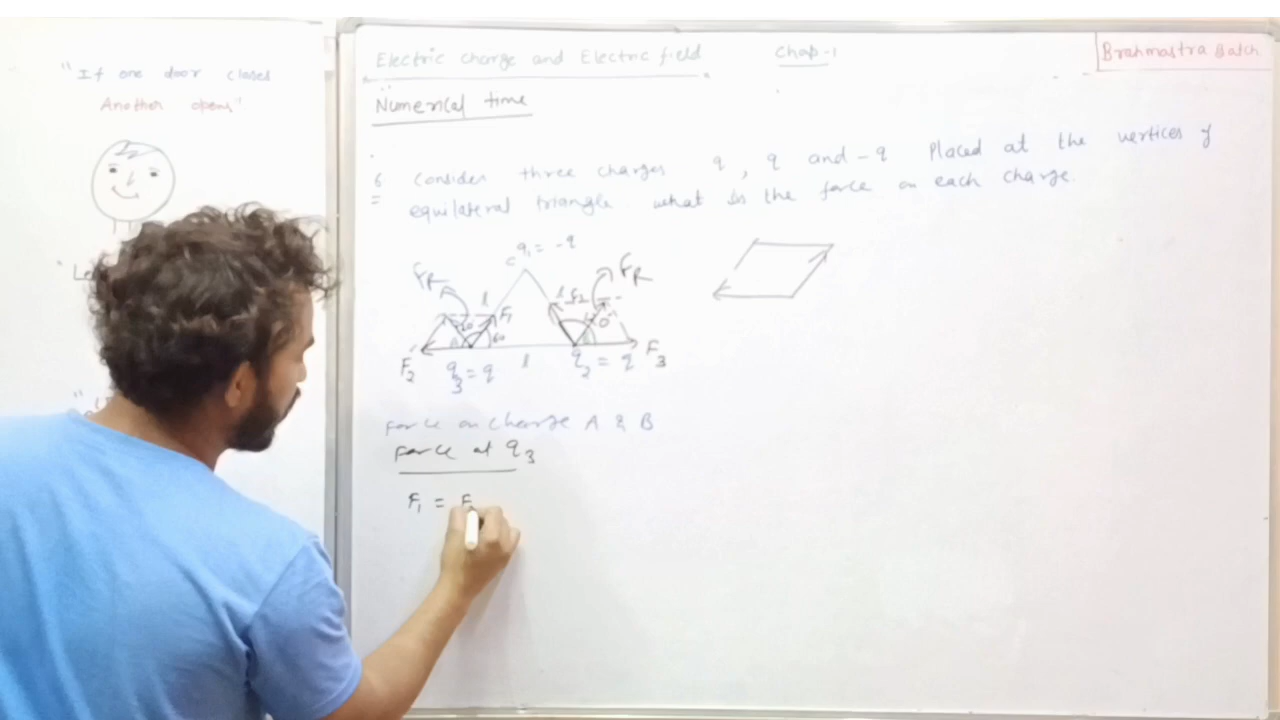 "If one door closes
Another opens"
Electric charge and Electric field
Chap-1
Brahmastra Batch
Numerical time
6 Consider three charges q, q and -q Placed at the vertices of
equilateral triangle. what is the force on each charge.
C q1 = -q
FR
FR
l
F1
l
F2
60
F2
q3 = q
l
q2 = q
F3
Force on charge A & B
Force at q3
F1 = F